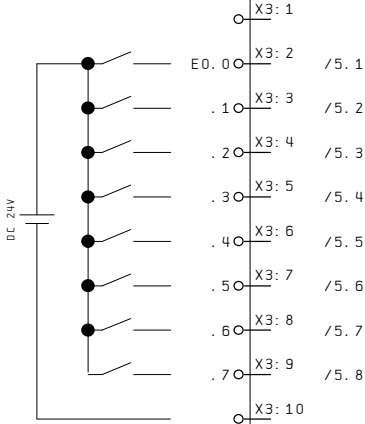 X3: 1
E0. 0 X3: 2 /5. 1
. 1 X3: 3 /5. 2
. 2 X3: 4 /5. 3
. 3 X3: 5 /5. 4
. 4 X3: 6 /5. 5
. 5 X3: 7 /5. 6
. 6 X3: 8 /5. 7
. 7 X3: 9 /5. 8
X3: 10
DC 24V